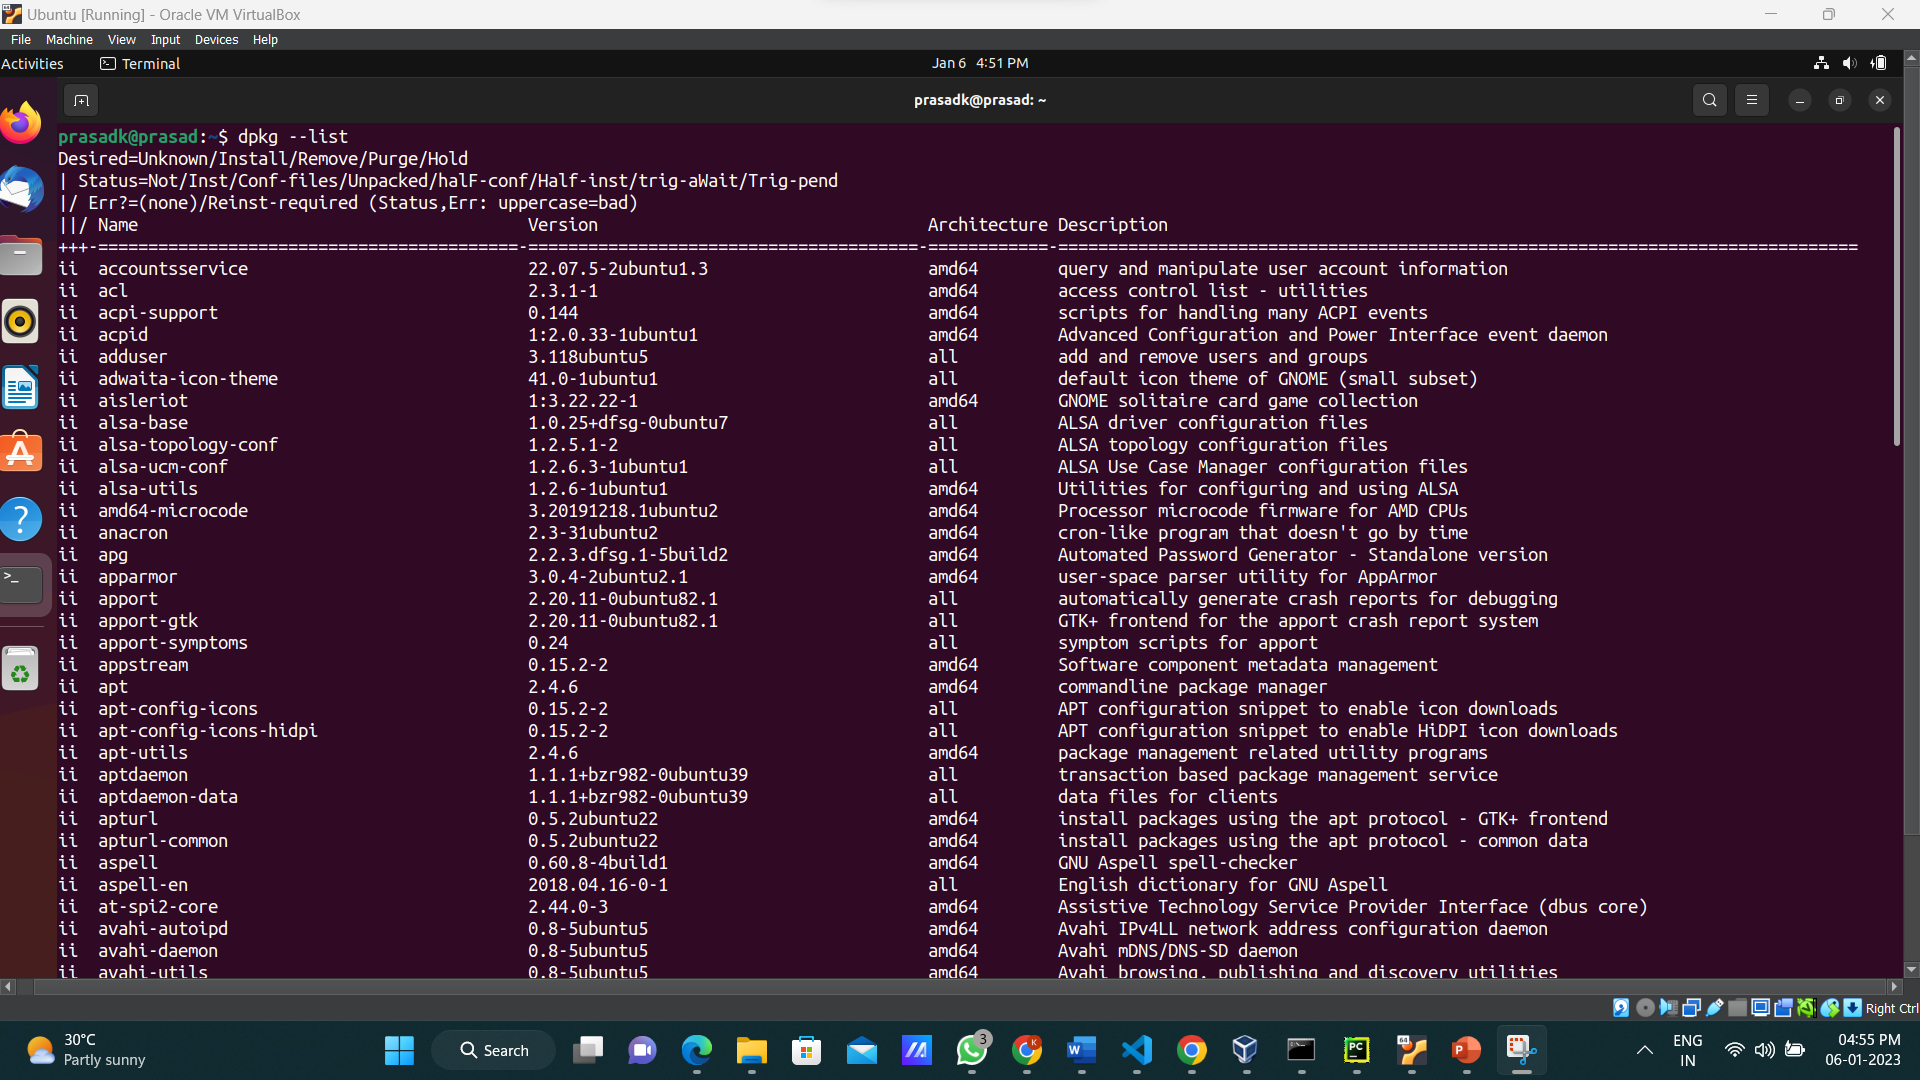 Ubuntu [Running] - Oracle VM VirtualBox
File Machine View Input Devices Help
Activities Terminal Jan 6 4:51 PM
prasadk@prasad: ~
prasadk@prasad:~$ dpkg --list
Desired=Unknown/Install/Remove/Purge/Hold
| Status=Not/Inst/Conf-files/Unpacked/halF-conf/Half-inst/trig-aWait/Trig-pend
|/ Err?=(none)/Reinst-required (Status,Err: uppercase=bad)
||/ Name Version Architecture Description
+++-==========================================-=======================================-============-================================================================================
ii accountsservice 22.07.5-2ubuntu1.3 amd64 query and manipulate user account information
ii acl 2.3.1-1 amd64 access control list - utilities
ii acpi-support 0.144 amd64 scripts for handling many ACPI events
ii acpid 1:2.0.33-1ubuntu1 amd64 Advanced Configuration and Power Interface event daemon
ii adduser 3.118ubuntu5 all add and remove users and groups
ii adwaita-icon-theme 41.0-1ubuntu1 all default icon theme of GNOME (small subset)
ii aisleriot 1:3.22.22-1 amd64 GNOME solitaire card game collection
ii alsa-base 1.0.25+dfsg-0ubuntu7 all ALSA driver configuration files
ii alsa-topology-conf 1.2.5.1-2 all ALSA topology configuration files
ii alsa-ucm-conf 1.2.6.3-1ubuntu1 all ALSA Use Case Manager configuration files
ii alsa-utils 1.2.6-1ubuntu1 amd64 Utilities for configuring and using ALSA
ii amd64-microcode 3.20191218.1ubuntu2 amd64 Processor microcode firmware for AMD CPUs
ii anacron 2.3-31ubuntu2 amd64 cron-like program that doesn't go by time
ii apg 2.2.3.dfsg.1-5build2 amd64 Automated Password Generator - Standalone version
ii apparmor 3.0.4-2ubuntu2.1 amd64 user-space parser utility for AppArmor
ii apport 2.20.11-0ubuntu82.1 all automatically generate crash reports for debugging
ii apport-gtk 2.20.11-0ubuntu82.1 all GTK+ frontend for the apport crash report system
ii apport-symptoms 0.24 all symptom scripts for apport
ii appstream 0.15.2-2 amd64 Software component metadata management
ii apt 2.4.6 amd64 commandline package manager
ii apt-config-icons 0.15.2-2 all APT configuration snippet to enable icon downloads
ii apt-config-icons-hidpi 0.15.2-2 all APT configuration snippet to enable HiDPI icon downloads
ii apt-utils 2.4.6 amd64 package management related utility programs
ii aptdaemon 1.1.1+bzr982-0ubuntu39 all transaction based package management service
ii aptdaemon-data 1.1.1+bzr982-0ubuntu39 all data files for clients
ii apturl 0.5.2ubuntu22 amd64 install packages using the apt protocol - GTK+ frontend
ii apturl-common 0.5.2ubuntu22 amd64 install packages using the apt protocol - common data
ii aspell 0.60.8-4build1 amd64 GNU Aspell spell-checker
ii aspell-en 2018.04.16-0-1 all English dictionary for GNU Aspell
ii at-spi2-core 2.44.0-3 amd64 Assistive Technology Service Provider Interface (dbus core)
ii avahi-autoipd 0.8-5ubuntu5 amd64 Avahi IPv4LL network address configuration daemon
ii avahi-daemon 0.8-5ubuntu5 amd64 Avahi mDNS/DNS-SD daemon
ii avahi-utils 0.8-5ubuntu5 amd64 Avahi browsing, publishing and discovery utilities
Right Ctrl
30°C
Partly sunny
Search
3
ENG
IN
04:55 PM
06-01-2023